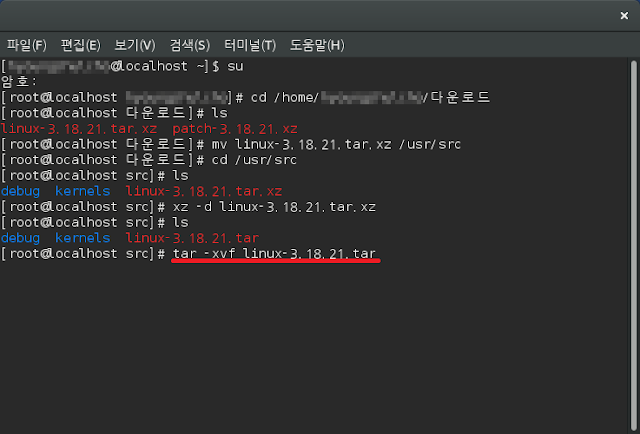 파일(F) 편집(E) 보기(V) 검색(S) 터미널(T) 도움말(H)
[@localhost ~]$ su
암호:
[root@localhost ]# cd /home//다운로드
[root@localhost 다운로드]# ls
linux-3.18.21.tar.xz patch-3.18.21.xz
[root@localhost 다운로드]# mv linux-3.18.21.tar.xz /usr/src
[root@localhost 다운로드]# cd /usr/src
[root@localhost src]# ls
debug kernels linux-3.18.21.tar.xz
[root@localhost src]# xz -d linux-3.18.21.tar.xz
[root@localhost src]# ls
debug kernels linux-3.18.21.tar
[root@localhost src]# tar -xvf linux-3.18.21.tar